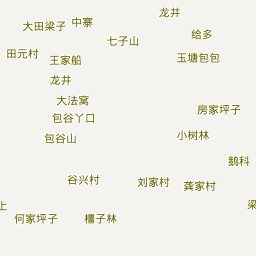 龙井
中寨
大田梁子
给多
七子山
田元村
王家船
玉塘包包
龙井
大法窝
房家坪子
包谷丫口
小树林
包谷山
鹅科
谷兴村
刘家村
龚家村
上
梁
何家坪子
櫃子林